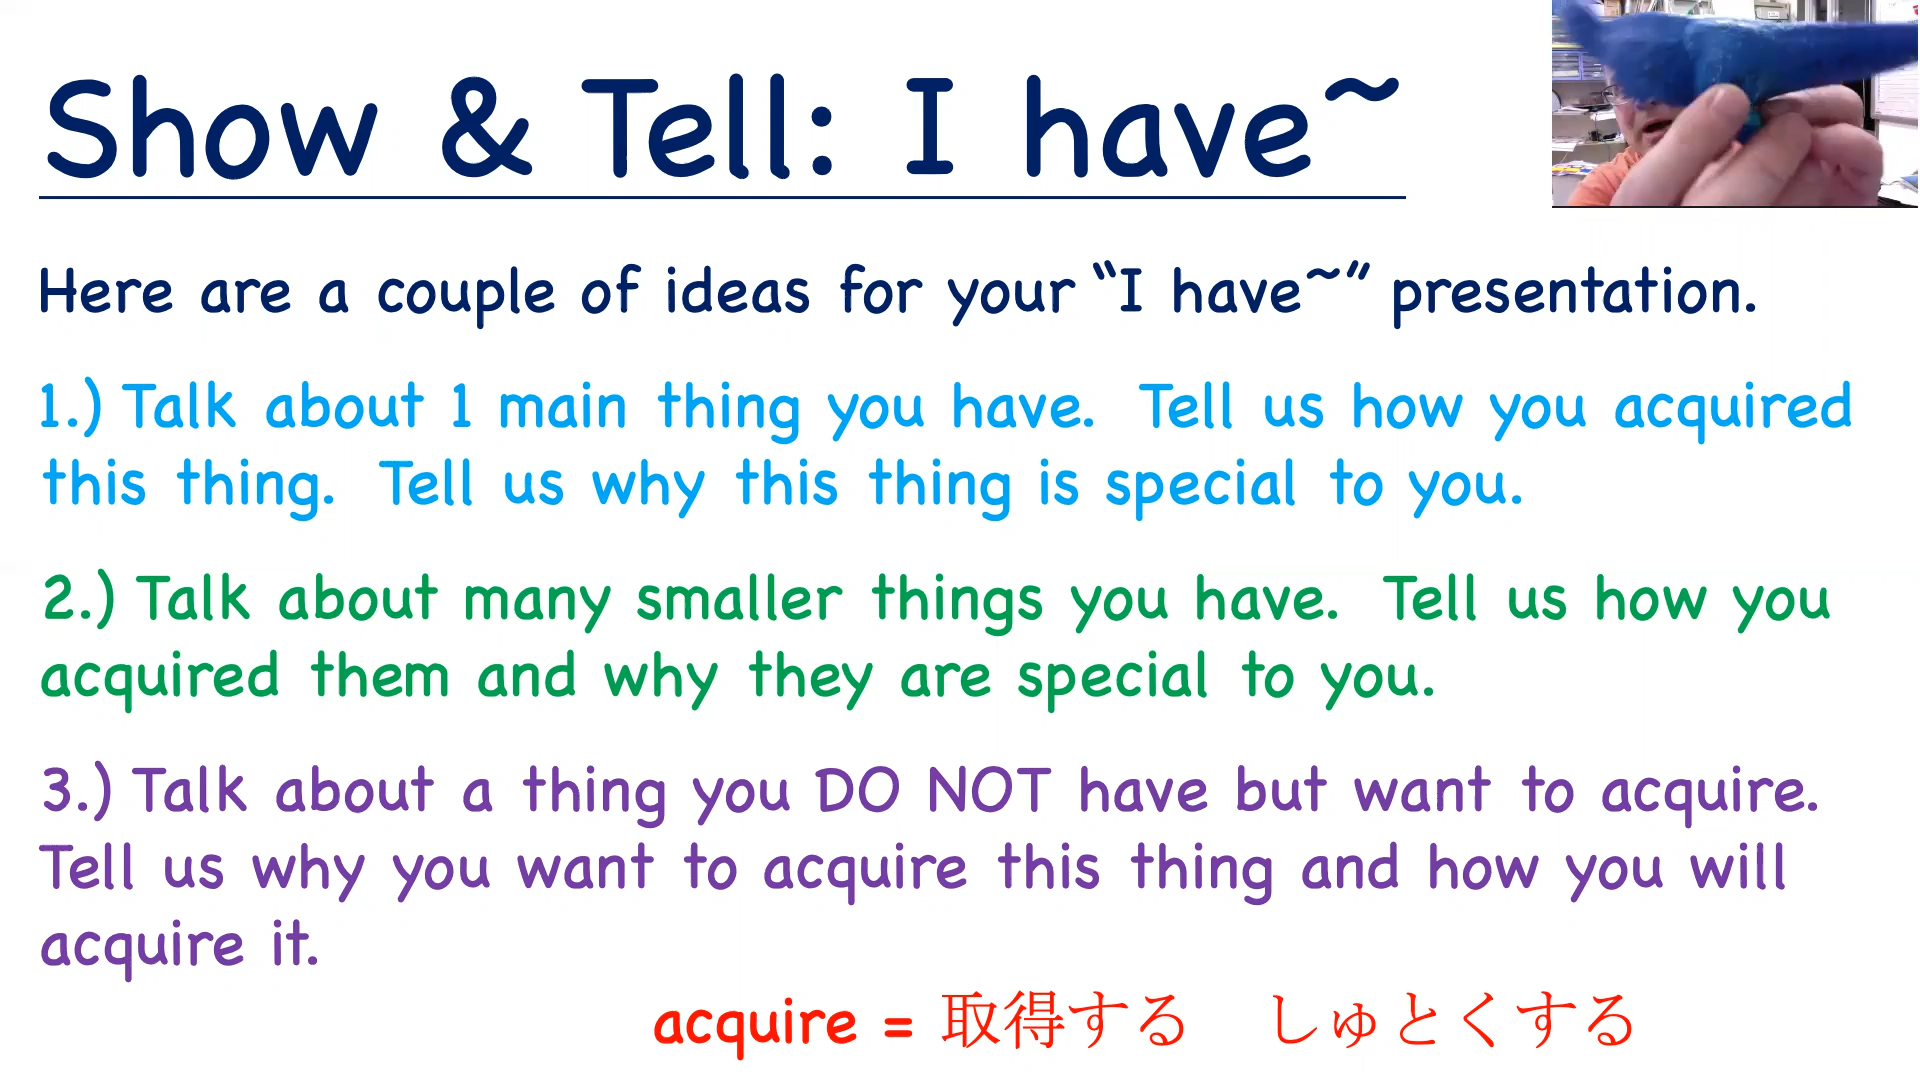 Show & Tell: I have~
Here are a couple of ideas for your “I have~” presentation.
1.) Talk about 1 main thing you have. Tell us how you acquired
this thing. Tell us why this thing is special to you.
2.) Talk about many smaller things you have. Tell us how you
acquired them and why they are special to you.
3.) Talk about a thing you DO NOT have but want to acquire.
Tell us why you want to acquire this thing and how you will
acquire it.
acquire = 取得する　しゅとくする